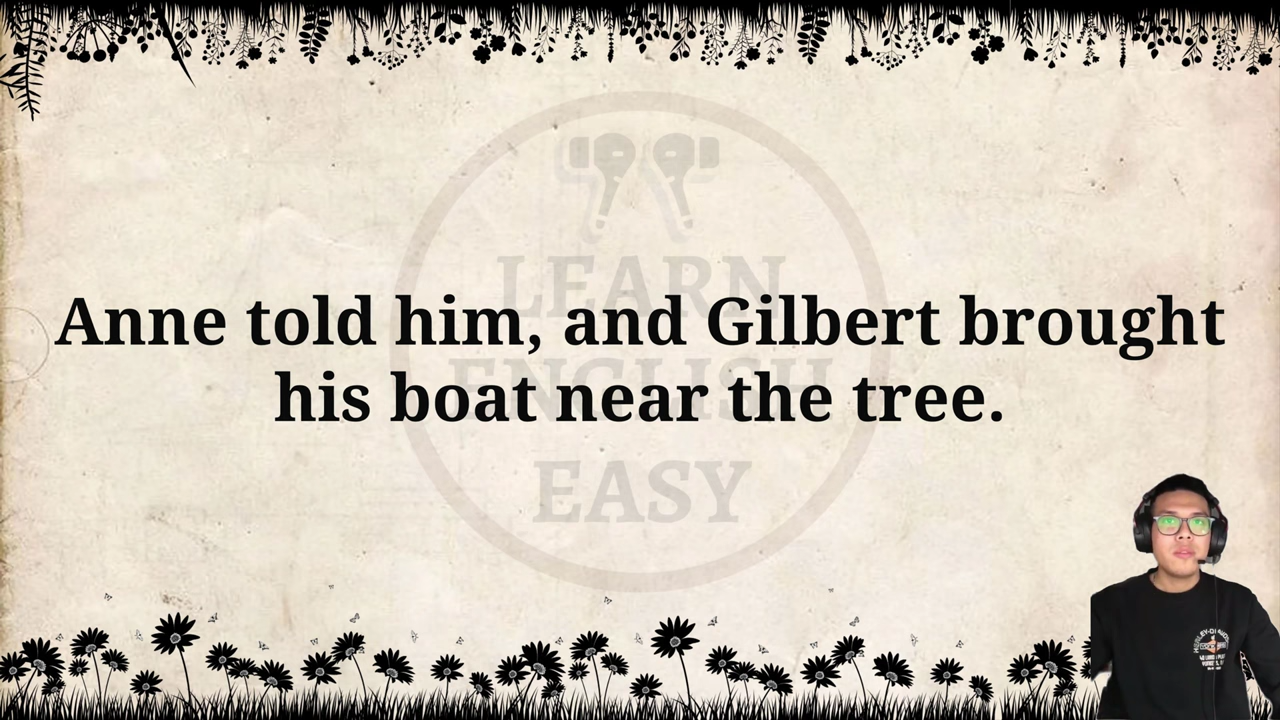 LEARN
Anne told him, and Gilbert brought
ENGLISH
his boat near the tree.
EASY